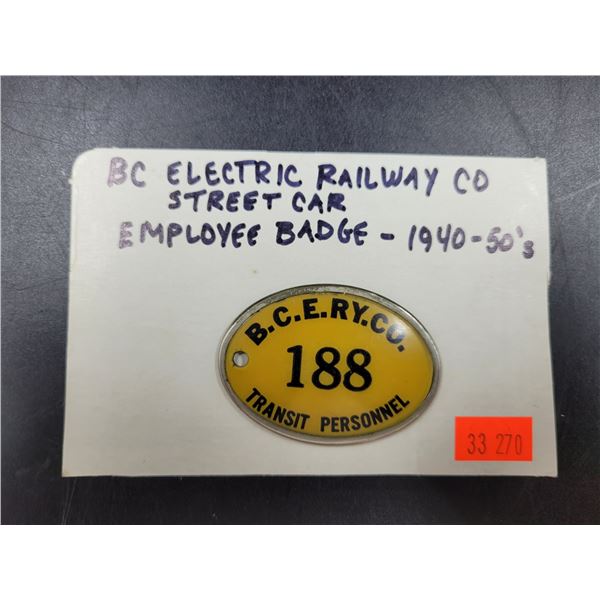 BC ELECTRIC RAILWAY CO
STREET CAR
EMPLOYEE BADGE - 1940-50's
B.C.E.RY.CO.
188
TRANSIT PERSONNEL
33 270